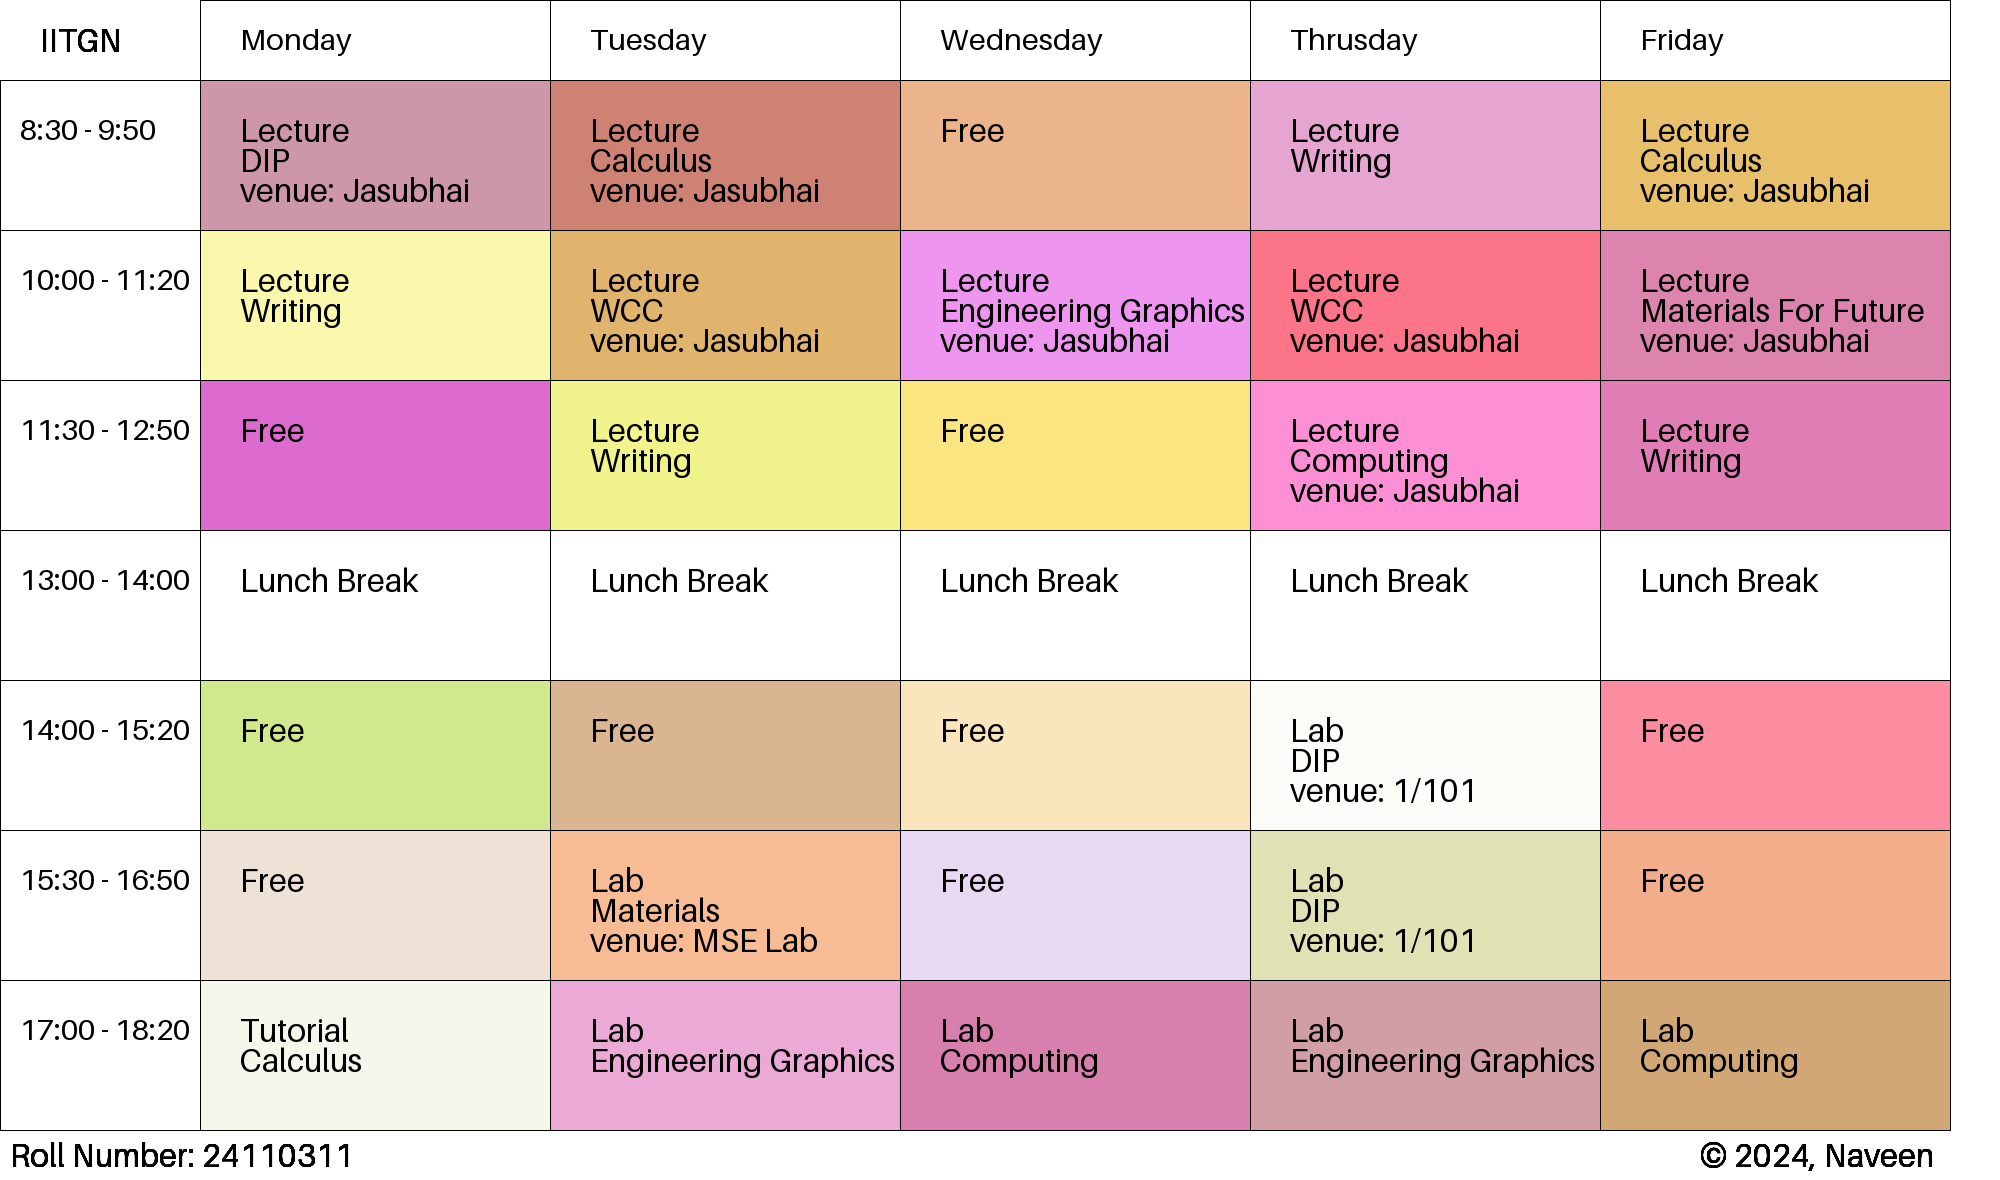 IITGN Monday Tuesday Wednesday Thrusday Friday
8:30 - 9:50
Lecture
DIP
venue: Jasubhai
Lecture
Calculus
venue: Jasubhai
Free
Lecture
Writing
Lecture
Calculus
venue: Jasubhai
10:00 - 11:20
Lecture
Writing
Lecture
WCC
venue: Jasubhai
Lecture
Engineering Graphics
venue: Jasubhai
Lecture
WCC
venue: Jasubhai
Lecture
Materials For Future
venue: Jasubhai
11:30 - 12:50
Free
Lecture
Writing
Free
Lecture
Computing
venue: Jasubhai
Lecture
Writing
13:00 - 14:00
Lunch Break
Lunch Break
Lunch Break
Lunch Break
Lunch Break
14:00 - 15:20
Free
Free
Free
Lab
DIP
venue: 1/101
Free
15:30 - 16:50
Free
Lab
Materials
venue: MSE Lab
Free
Lab
DIP
venue: 1/101
Free
17:00 - 18:20
Tutorial
Calculus
Lab
Engineering Graphics
Lab
Computing
Lab
Engineering Graphics
Lab
Computing
Roll Number: 24110311
© 2024, Naveen